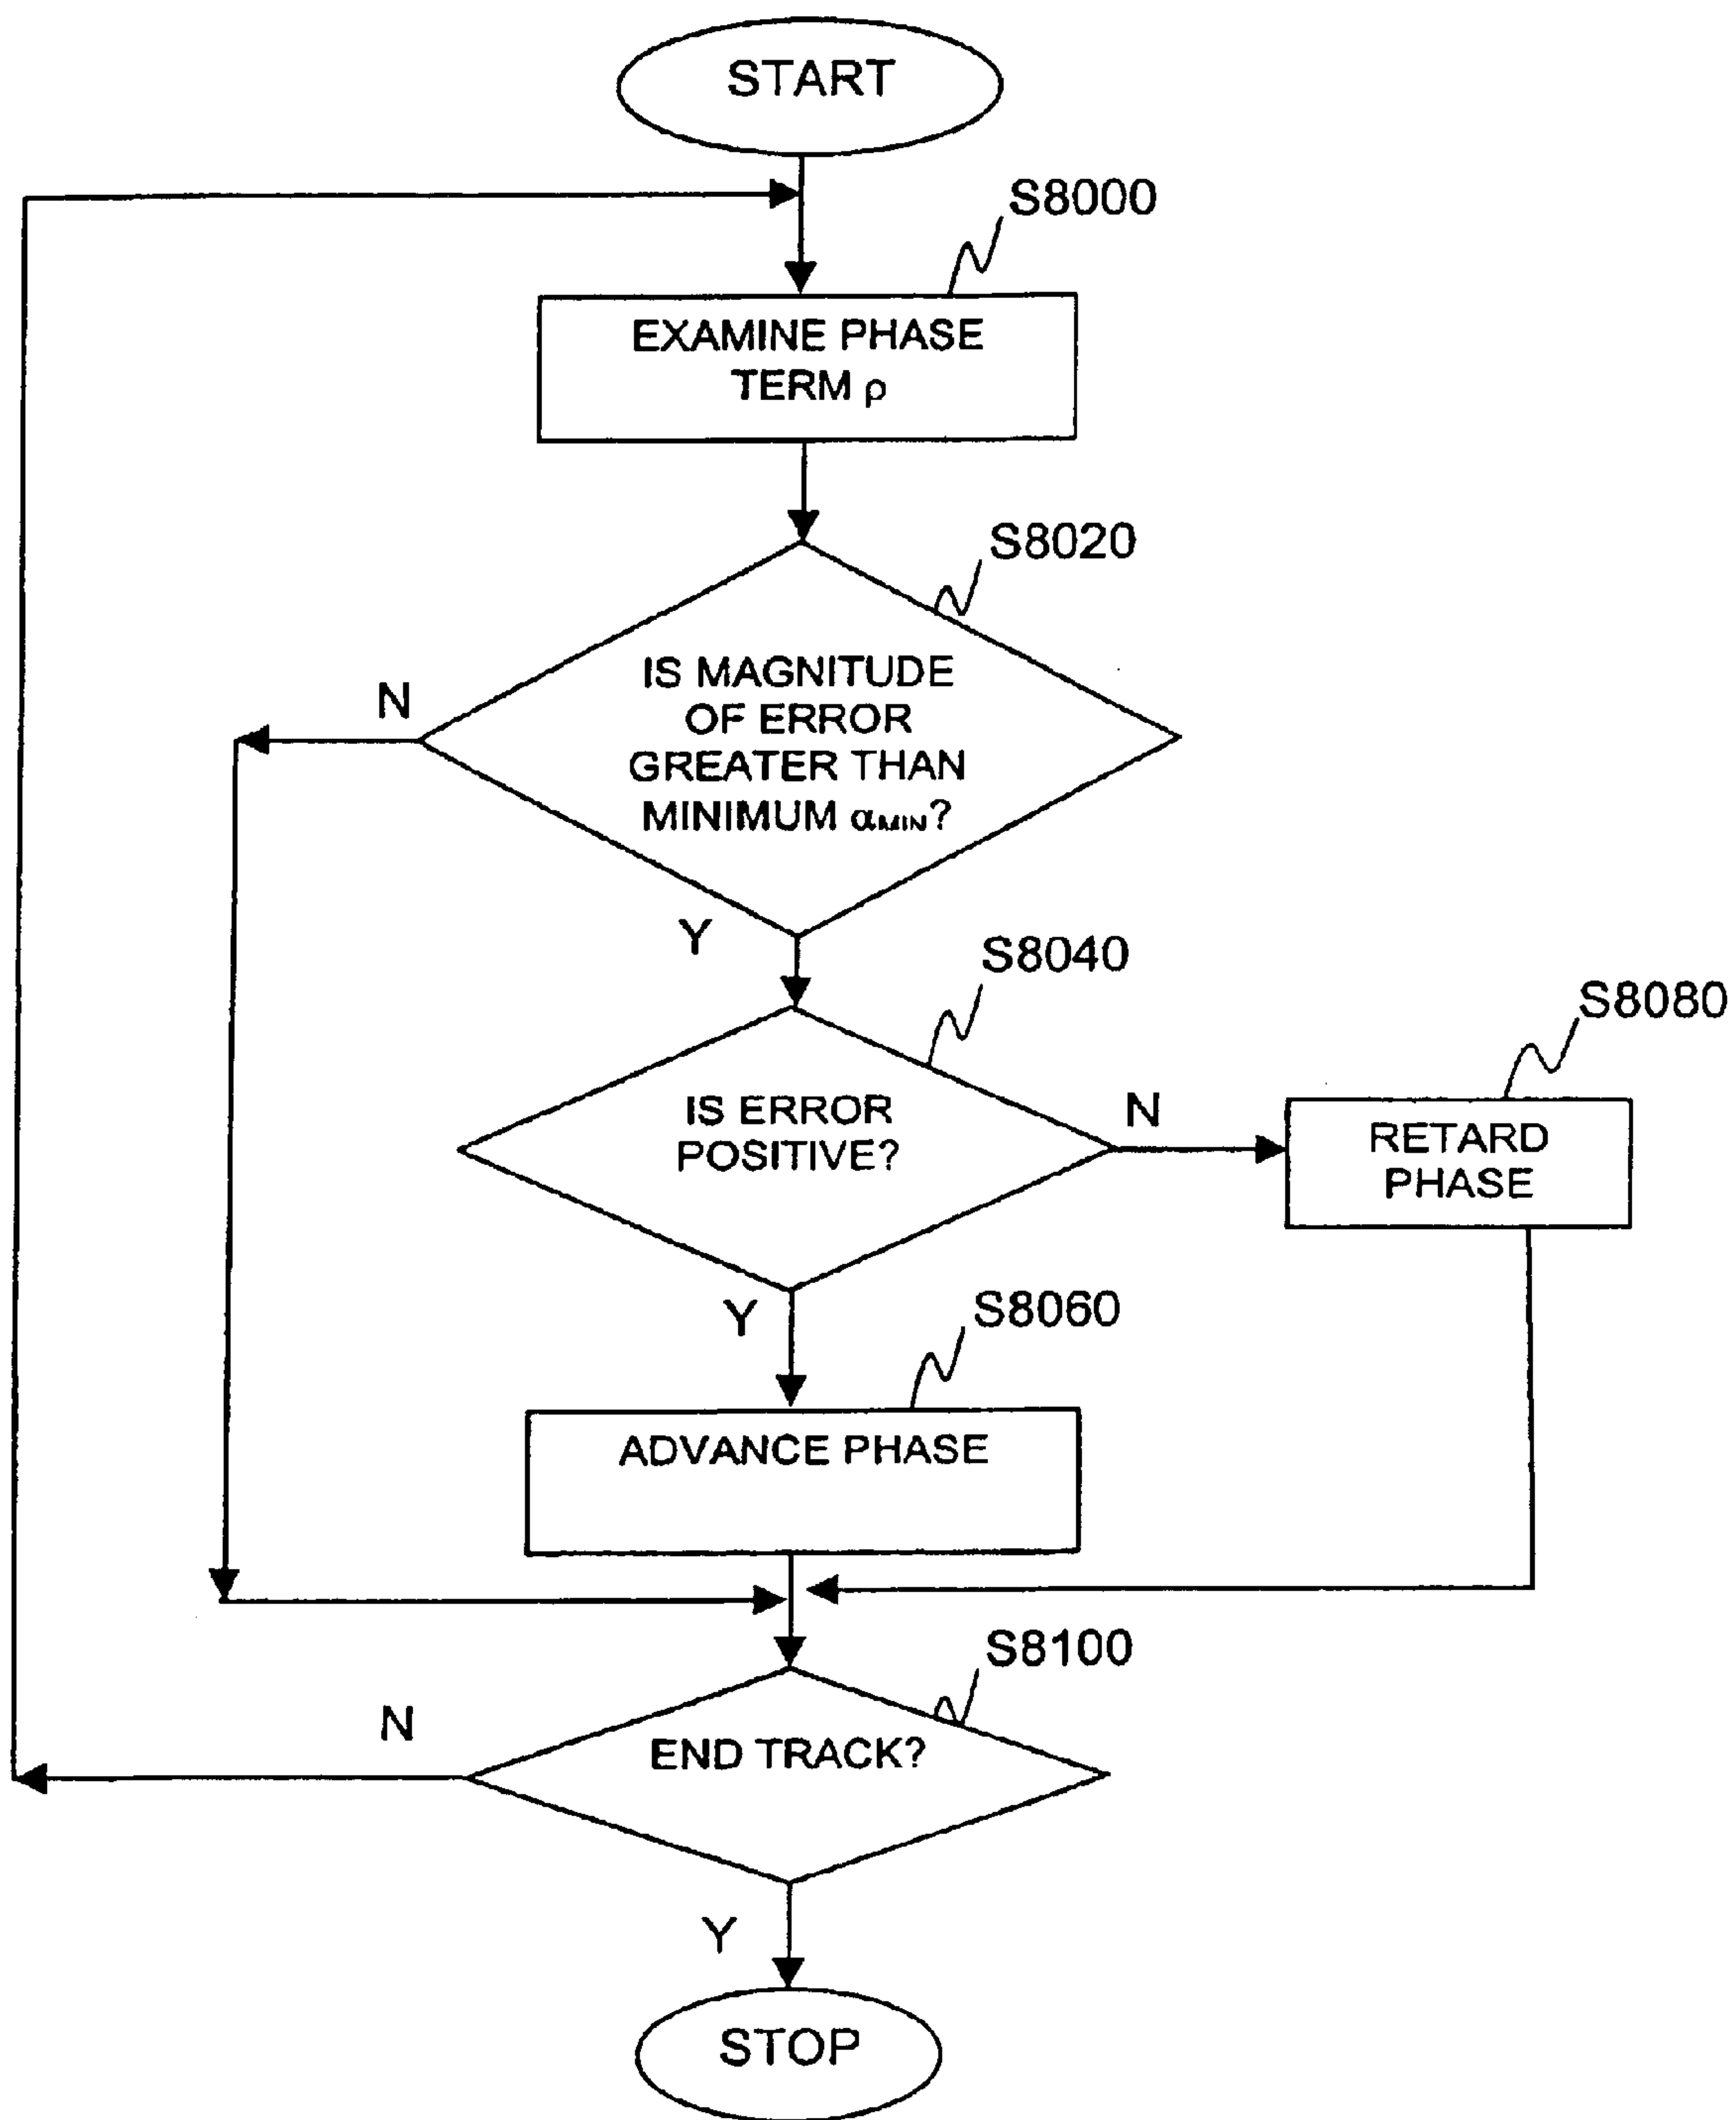 START
S8000
EXAMINE PHASE
TERM ρ
S8020
IS MAGNITUDE
OF ERROR
GREATER THAN
MINIMUM αMIN?
N
Y
S8040
S8080
IS ERROR
POSITIVE?
N
RETARD
PHASE
Y
S8060
ADVANCE PHASE
S8100
N
END TRACK?
Y
STOP